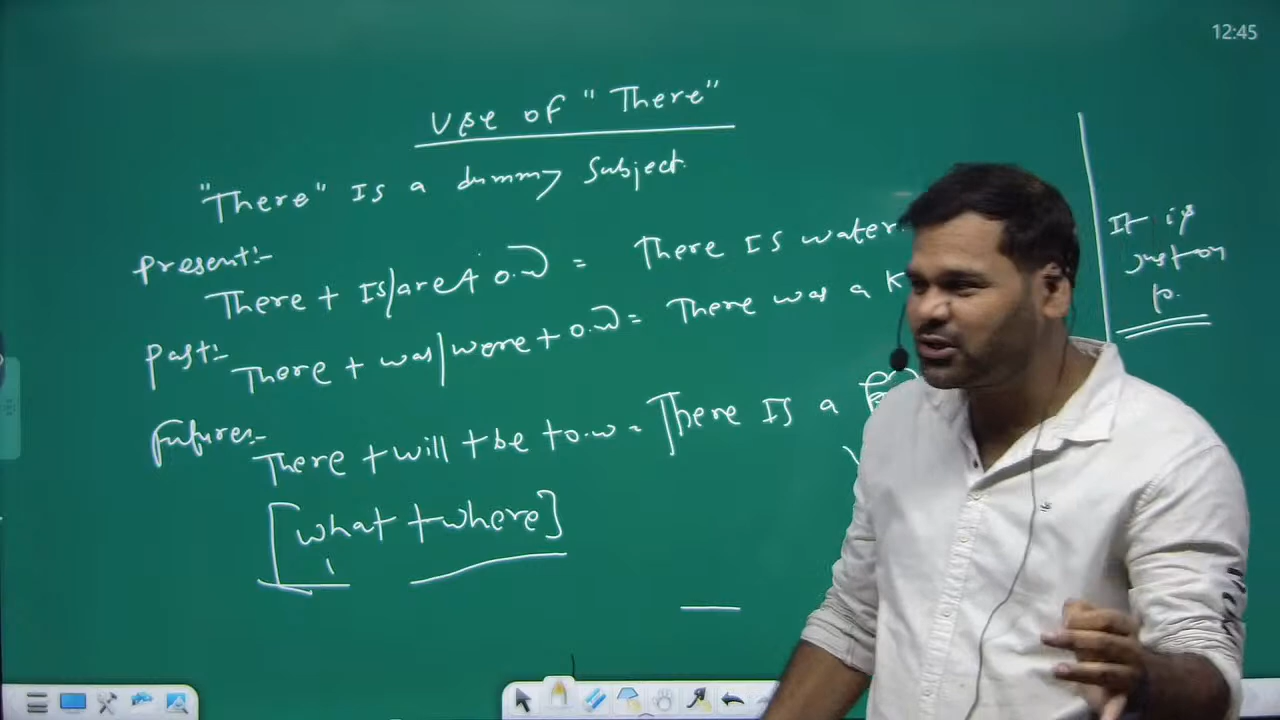 12:45
Use of "There"
"There" Is a dummy Subject.
Present:-
There + Is/are + o.w = There Is water.
Past:-
There + was/were + o.w = There was a K
Future:-
There + will + be + o.w = There Is a
[what + where]
It is
just on
p.